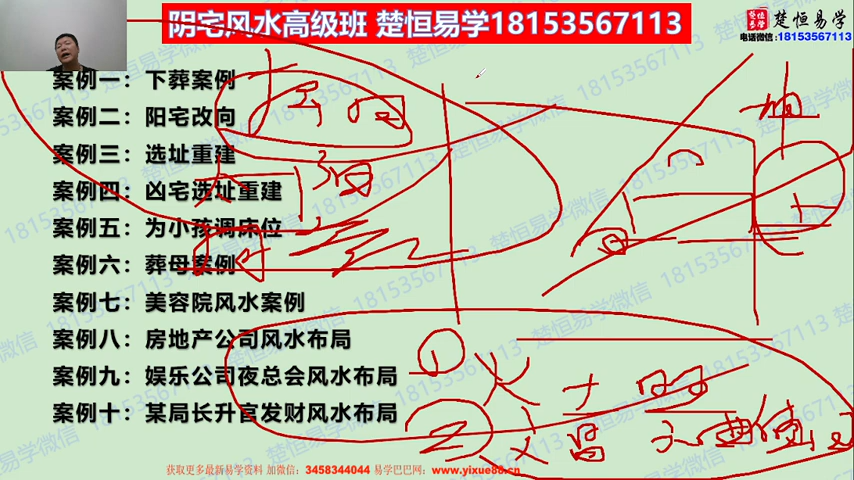 阴宅风水高级班 楚恒易学18153567113
楚恒易学
电话微信:18153567113
案例一：下葬案例
案例二：阳宅改向
案例三：选址重建
案例四：凶宅选址重建
案例五：为小孩调床位
案例六：葬母案例
案例七：美容院风水案例
案例八：房地产公司风水布局
案例九：娱乐公司夜总会风水布局
案例十：某局长升官发财风水布局
获取更多最新易学资料 加微信：3458344044 易学巴巴网：www.yixue88.cn